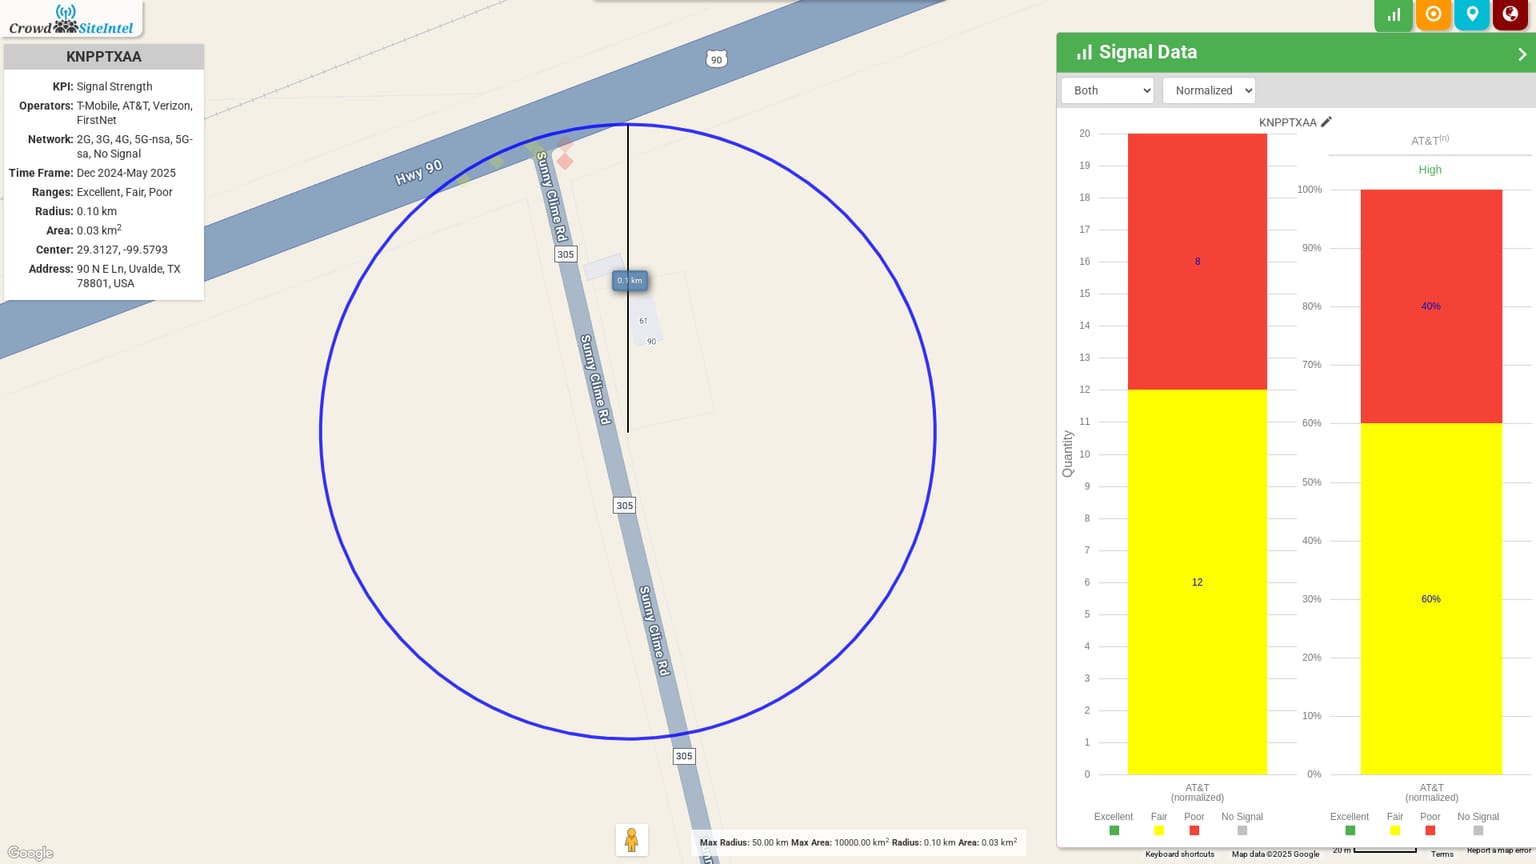 Crowd SiteIntel
KNPPTXAA
KPI: Signal Strength
Operators: T-Mobile, AT&T, Verizon,
FirstNet
Network: 2G, 3G, 4G, 5G-nsa, 5G-
sa, No Signal
Time Frame: Dec 2024-May 2025
Ranges: Excellent, Fair, Poor
Radius: 0.10 km
Area: 0.03 km²
Center: 29.3127, -99.5793
Address: 90 N E Ln, Uvalde, TX
78801, USA
90
Hwy 90
Sunny Clime Rd
305
0.1 km
61
90
Sunny Clime Rd
305
Sunny Clime Rd
305
Google
Max Radius: 50.00 km Max Area: 10000.00 km² Radius: 0.10 km Area: 0.03 km²
Signal Data
Both
Normalized
KNPPTXAA
Quantity
20
19
18
17
16
15
14
13
12
11
10
9
8
7
6
5
4
3
2
1
0
8
12
AT&T
(normalized)
Excellent Fair Poor No Signal
AT&T(n)
High
100%
90%
80%
70%
60%
50%
40%
30%
20%
10%
0%
40%
60%
AT&T
(normalized)
Excellent Fair Poor No Signal
20 m
Keyboard shortcuts Map data ©2025 Google Terms Report a map error